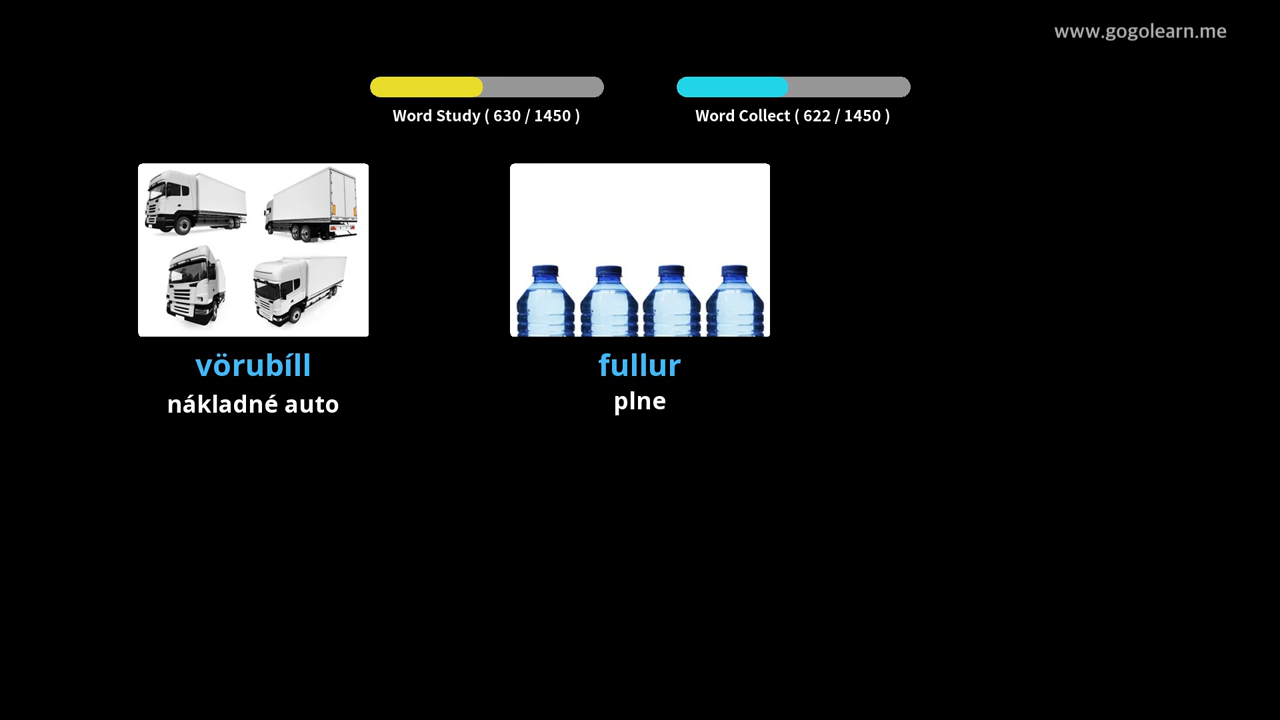 www.gogolearn.me
Word Study ( 630 / 1450 )
Word Collect ( 622 / 1450 )
vörubíll
nákladné auto
fullur
plne